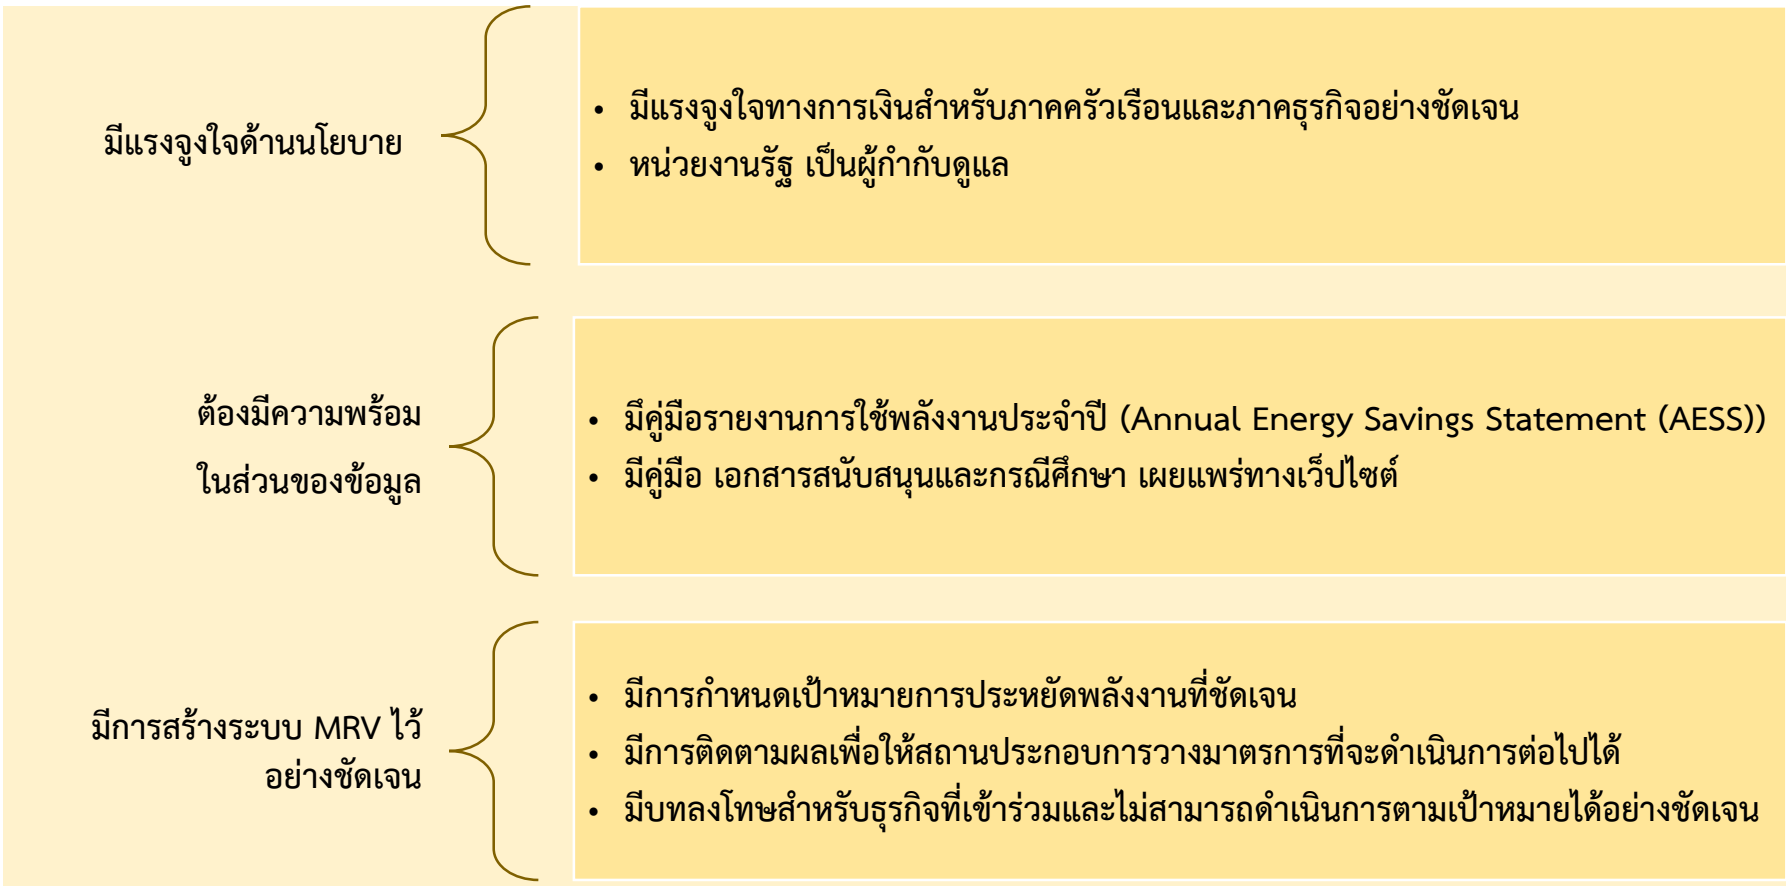 มีแรงจูงใจด้านนโยบาย
• มีแรงจูงใจทางการเงินสำหรับภาคครัวเรือนและภาคธุรกิจอย่างชัดเจน
• หน่วยงานรัฐ เป็นผู้กำกับดูแล
ต้องมีความพร้อม
ในส่วนของข้อมูล
• มีคู่มือรายงานการใช้พลังงานประจำปี (Annual Energy Savings Statement (AESS))
• มีคู่มือ เอกสารสนับสนุนและกรณีศึกษา เผยแพร่ทางเว็ปไซต์
มีการสร้างระบบ MRV ไว้
อย่างชัดเจน
• มีการกำหนดเป้าหมายการประหยัดพลังงานที่ชัดเจน
• มีการติดตามผลเพื่อให้สถานประกอบการวางมาตรการที่จะดำเนินการต่อไปได้
• มีบทลงโทษสำหรับธุรกิจที่เข้าร่วมและไม่สามารถดำเนินการตามเป้าหมายได้อย่างชัดเจน